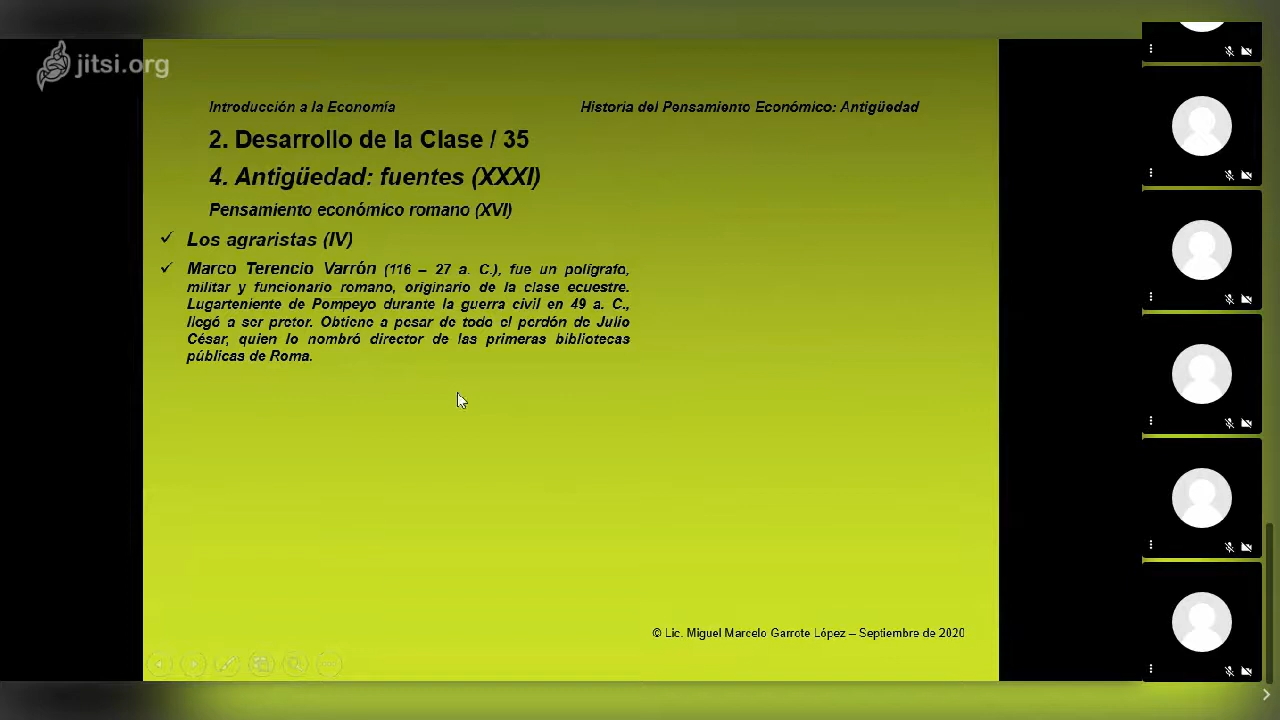 jitsi.org
Introducción a la Economía
Historia del Pensamiento Económico: Antigüedad
2. Desarrollo de la Clase / 35
4. Antigüedad: fuentes (XXXI)
Pensamiento económico romano (XVI)
Los agraristas (IV)
Marco Terencio Varrón (116 – 27 a. C.), fue un polígrafo,
militar y funcionario romano, originario de la clase ecuestre.
Lugarteniente de Pompeyo durante la guerra civil en 49 a. C.,
llegó a ser pretor. Obtiene a pesar de todo el perdón de Julio
César, quien lo nombró director de las primeras bibliotecas
públicas de Roma.
© Lic. Miguel Marcelo Garrote López – Septiembre de 2020